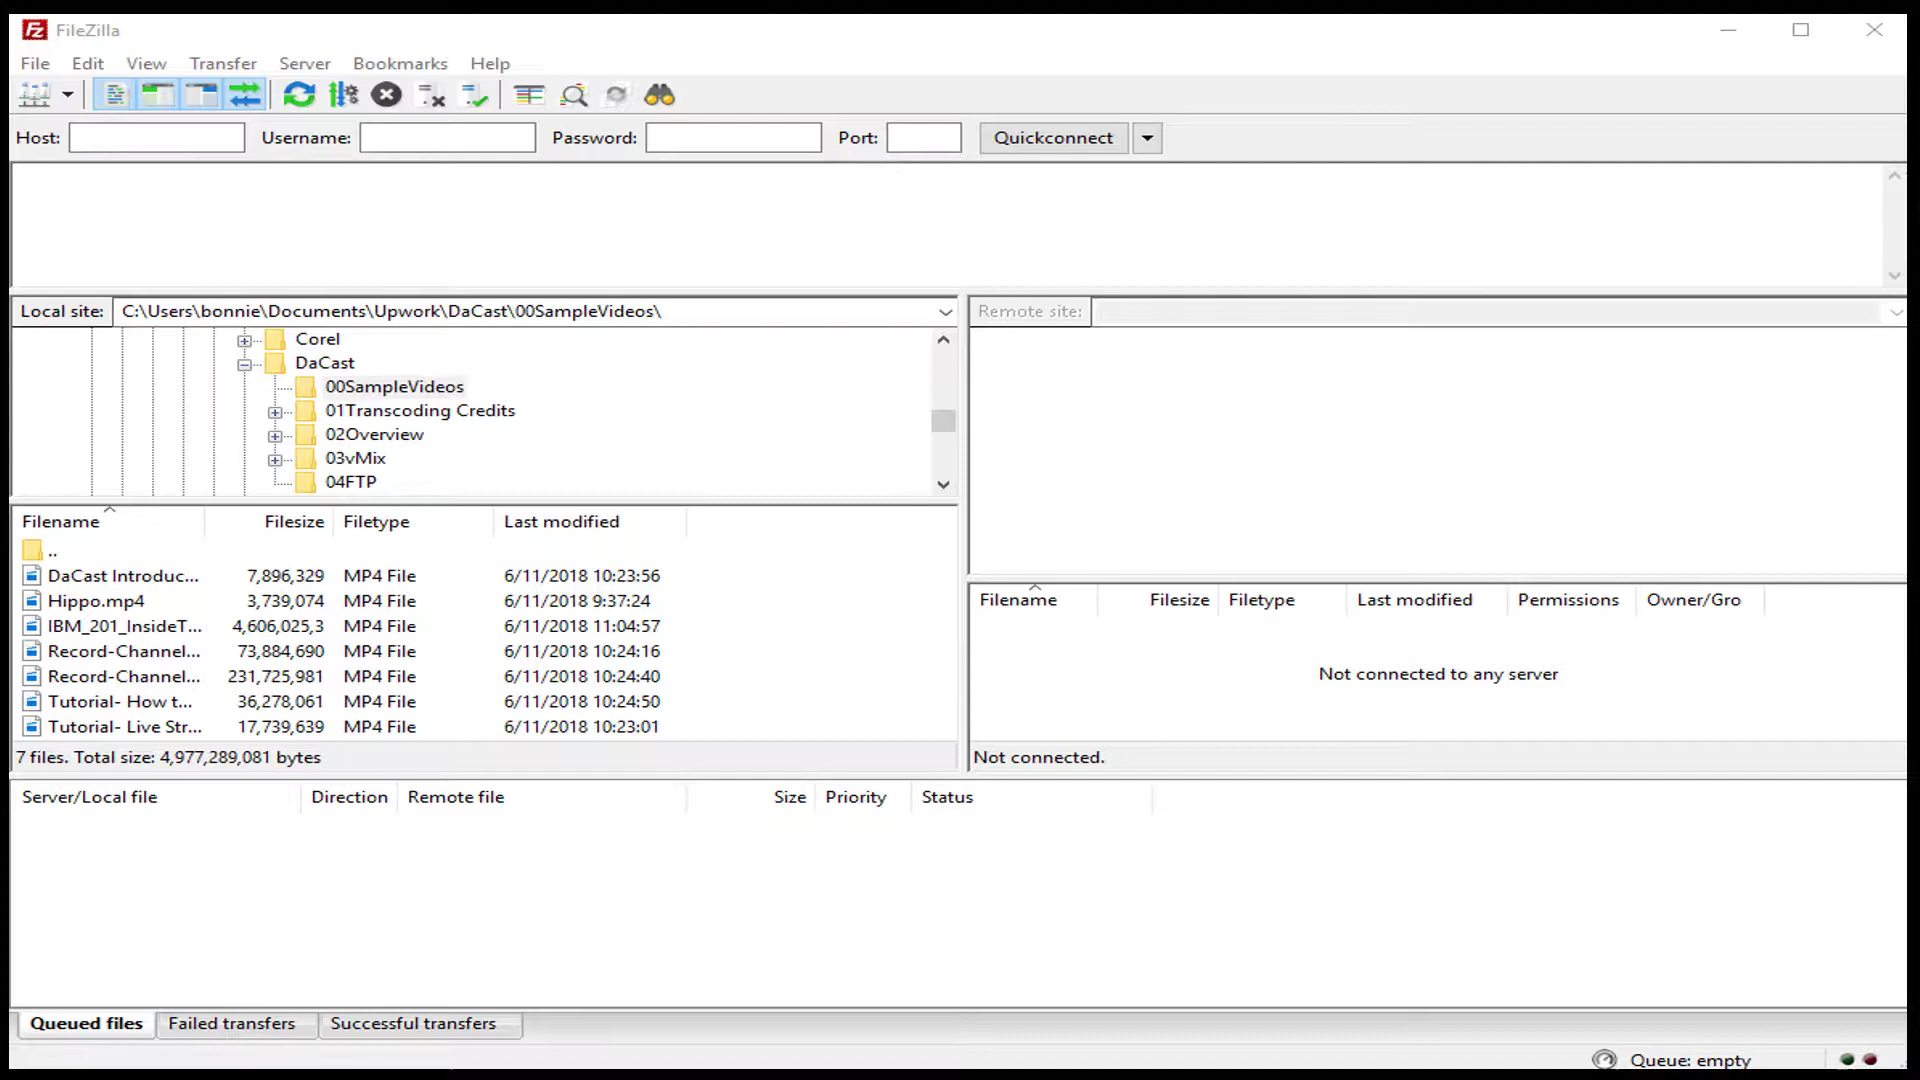 FileZilla
File Edit View Transfer Server Bookmarks Help
Host: Username: Password: Port: Quickconnect
Local site: C:\Users\bonnie\Documents\Upwork\DaCast\00SampleVideos\
Corel
DaCast
00SampleVideos
01Transcoding Credits
02Overview
03vMix
04FTP
Filename Filesize Filetype Last modified
..
DaCast Introduc... 7,896,329 MP4 File 6/11/2018 10:23:56
Hippo.mp4 3,739,074 MP4 File 6/11/2018 9:37:24
IBM_201_InsideT... 4,606,025,3 MP4 File 6/11/2018 11:04:57
Record-Channel... 73,884,690 MP4 File 6/11/2018 10:24:16
Record-Channel... 231,725,981 MP4 File 6/11/2018 10:24:40
Tutorial- How t... 36,278,061 MP4 File 6/11/2018 10:24:50
Tutorial- Live Str... 17,739,639 MP4 File 6/11/2018 10:23:01
7 files. Total size: 4,977,289,081 bytes
Remote site:
Filename Filesize Filetype Last modified Permissions Owner/Gro
Not connected to any server
Not connected.
Server/Local file Direction Remote file Size Priority Status
Queued files Failed transfers Successful transfers
Queue: empty